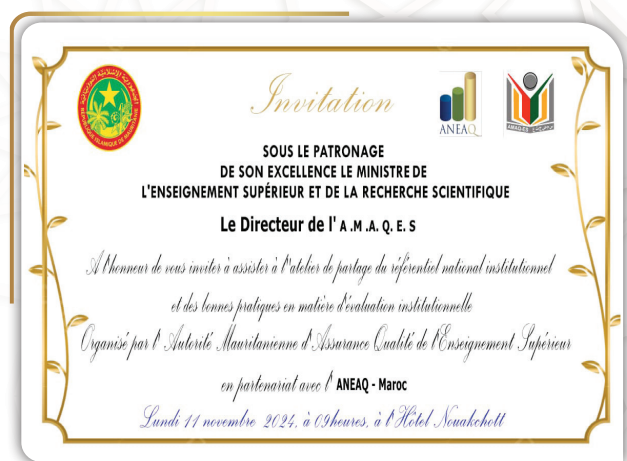 Invitation
ANEAQ
AMAQES
SOUS LE PATRONAGE
DE SON EXCELLENCE LE MINISTRE DE
L'ENSEIGNEMENT SUPÉRIEUR ET DE LA RECHERCHE SCIENTIFIQUE
Le Directeur de l' A .M .A. Q. E. S
A l'honneur de vous inviter à assister à l'atelier de partage du référentiel national institutionnel
et des bonnes pratiques en matière d'évaluation institutionnelle
Organisé par l' Autorité Mauritanienne d'Assurance Qualité de l'Enseignement Supérieur
en partenariat avec l' ANEAQ - Maroc
Lundi 11 novembre 2024, à 09heures, à l'Hôtel Nouakchott